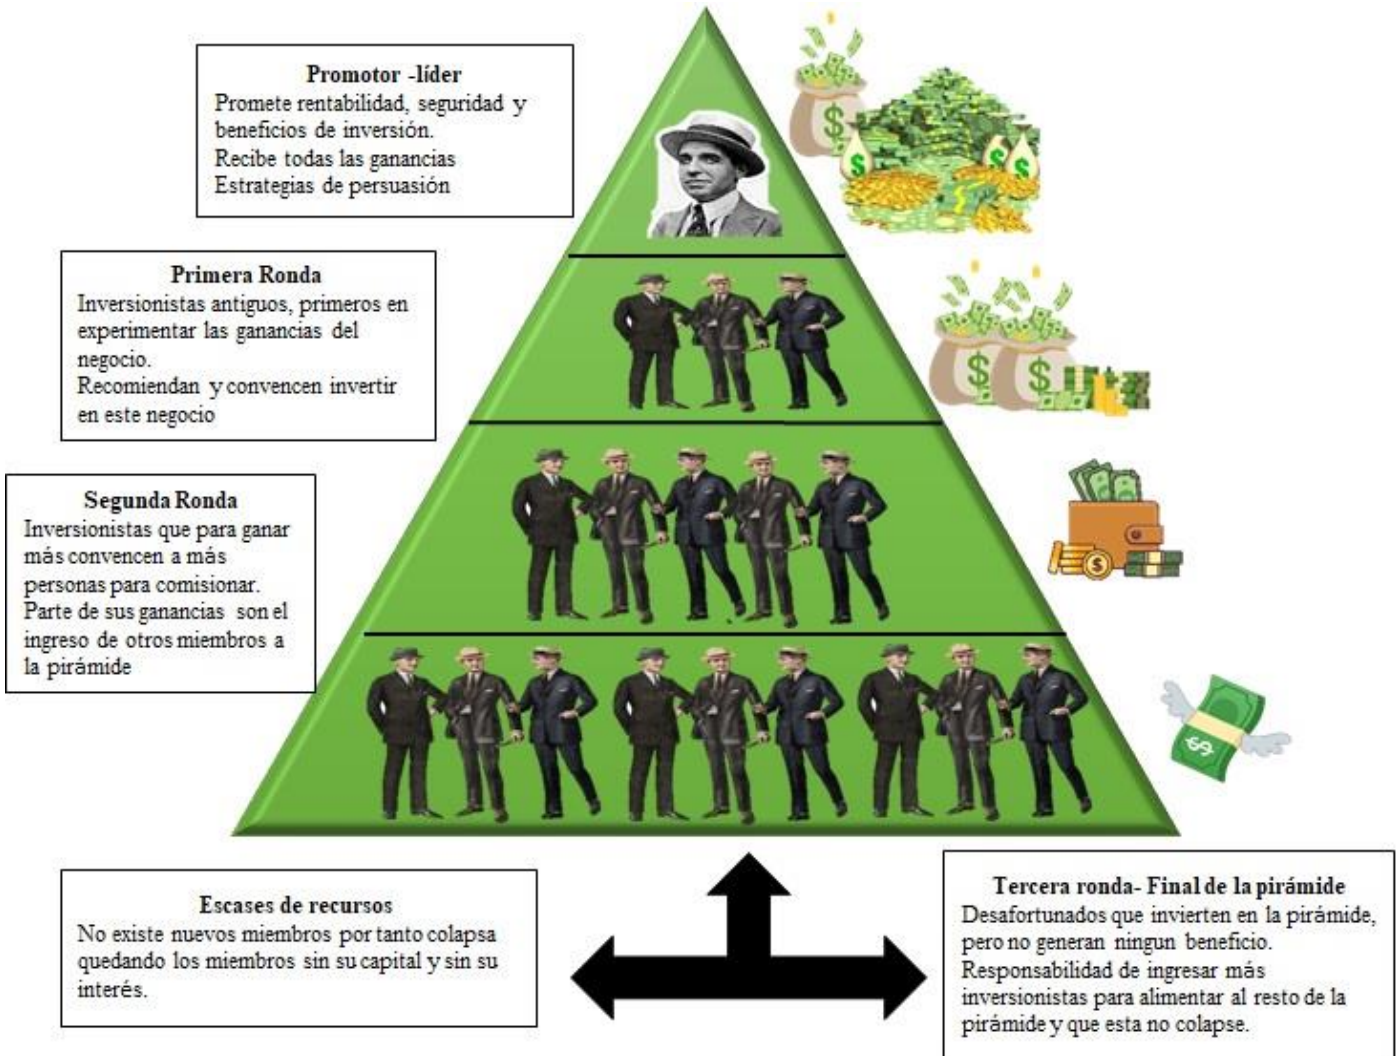 Promotor -líder
Promete rentabilidad, seguridad y
beneficios de inversión.
Recibe todas las ganancias
Estrategias de persuasión
Primera Ronda
Inversionistas antiguos, primeros en
experimentar las ganancias del
negocio.
Recomiendan y convencen invertir
en este negocio
Segunda Ronda
Inversionistas que para ganar
más convencen a más
personas para comisionar.
Parte de sus ganancias son el
ingreso de otros miembros a
la pirámide
Escases de recursos
No existe nuevos miembros por tanto colapsa
quedando los miembros sin su capital y sin su
interés.
Tercera ronda- Final de la pirámide
Desafortunados que invierten en la pirámide,
pero no generan ningun beneficio.
Responsabilidad de ingresar más
inversionistas para alimentar al resto de la
pirámide y que esta no colapse.